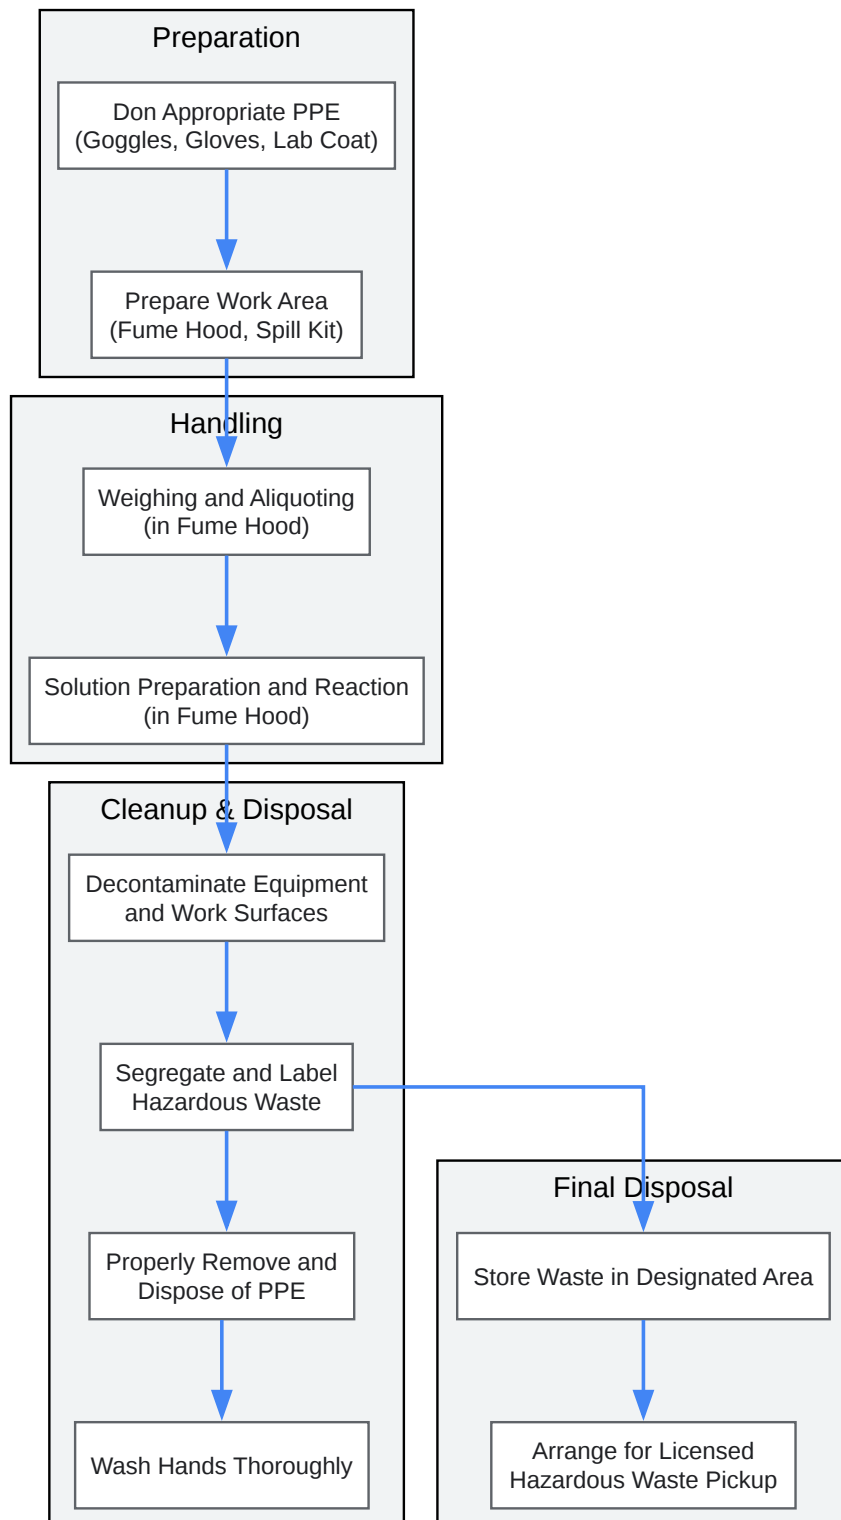 Preparation
Don Appropriate PPE
(Goggles, Gloves, Lab Coat)
Prepare Work Area
(Fume Hood, Spill Kit)
Handling
Weighing and Aliquoting
(in Fume Hood)
Solution Preparation and Reaction
(in Fume Hood)
Cleanup & Disposal
Decontaminate Equipment
and Work Surfaces
Segregate and Label
Hazardous Waste
Properly Remove and
Dispose of PPE
Wash Hands Thoroughly
Final Disposal
Store Waste in Designated Area
Arrange for Licensed
Hazardous Waste Pickup